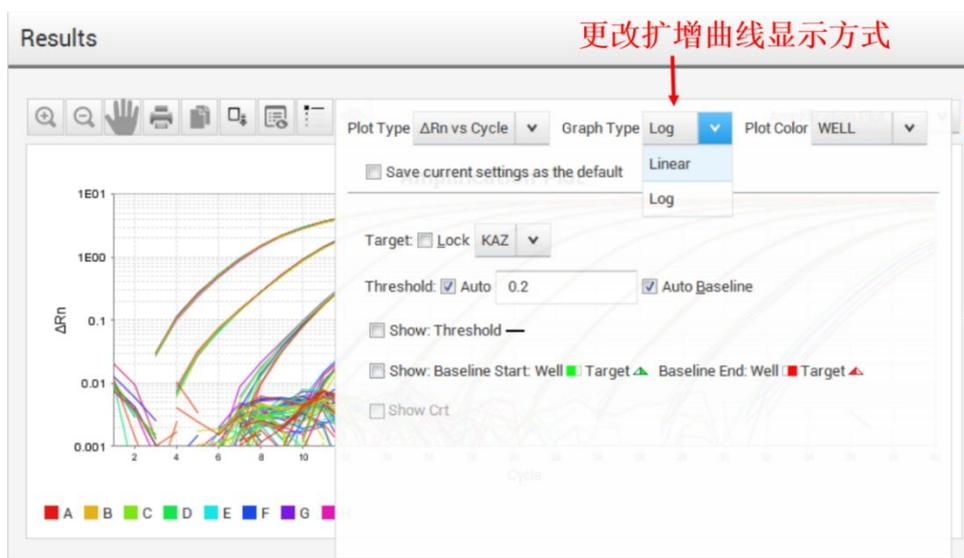 Results
更改扩增曲线显示方式
Plot Type ΔRn vs Cycle Graph Type Log Plot Color WELL
Linear
Log
Save current settings as the default
Target: Lock KAZ
Threshold: Auto 0.2 Auto Baseline
Show: Threshold
Show: Baseline Start: Well Target Baseline End: Well Target
Show Crt
1E01
1E00
0.1
0.01
0.001
ΔRn
2 4 6 8 10
Cycle
A B C D E F G H